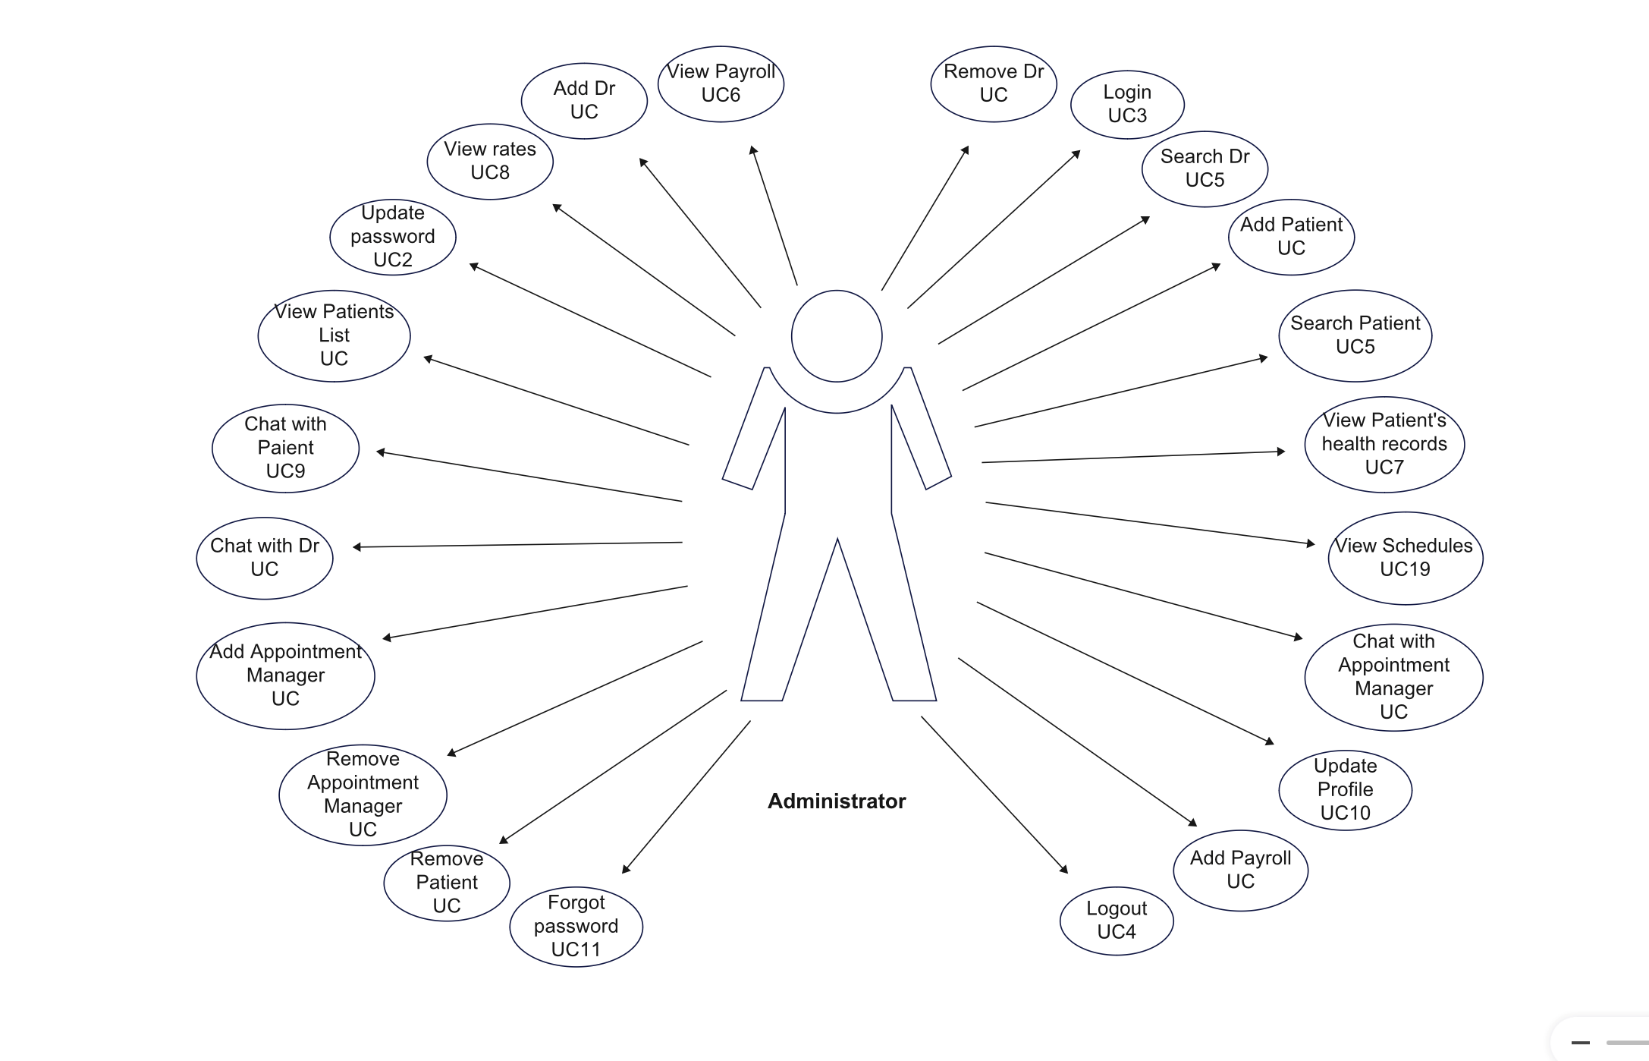 View Payroll
UC6
Remove Dr
UC
Add Dr
UC
Login
UC3
View rates
UC8
Search Dr
UC5
Update
password
UC2
Add Patient
UC
View Patients
List
UC
Search Patient
UC5
Chat with
Paient
UC9
View Patient's
health records
UC7
Chat with Dr
UC
View Schedules
UC19
Add Appointment
Manager
UC
Chat with
Appointment
Manager
UC
Remove
Appointment
Manager
UC
Update
Profile
UC10
Administrator
Remove
Patient
UC
Add Payroll
UC
Forgot
password
UC11
Logout
UC4